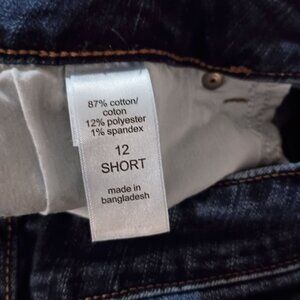 87% cotton/
coton
12% polyester
1% spandex
12
SHORT
made in
bangladesh